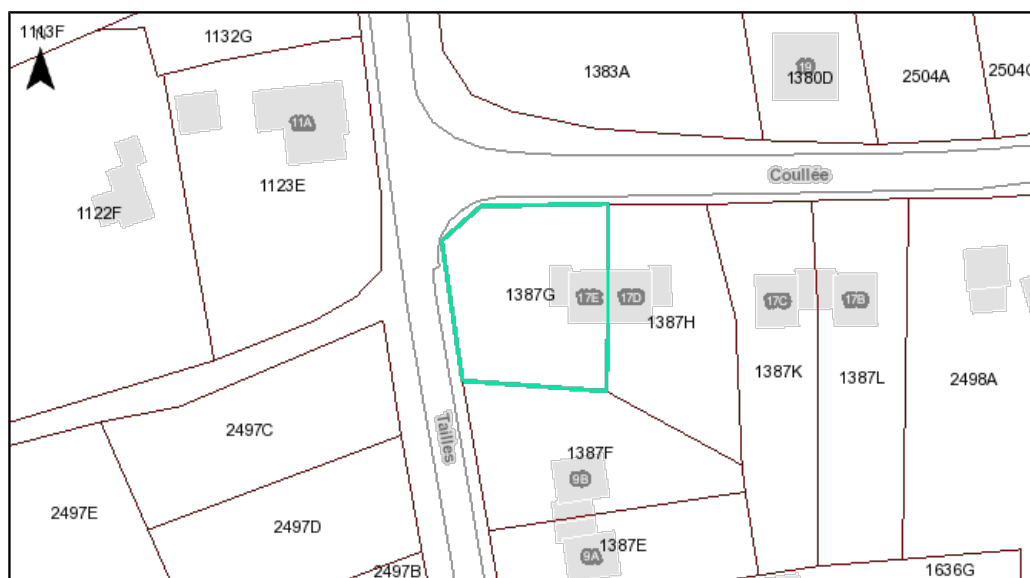 1113F
N
1132G
1383A
19
1380D
2504A
2504C
11A
Coullée
1123E
1122F
1387G
17E
17D
1387H
17C
17B
1387K
1387L
2498A
2497C
Tailles
1387F
9B
2497E
2497D
9A
1387E
2497B
1636G